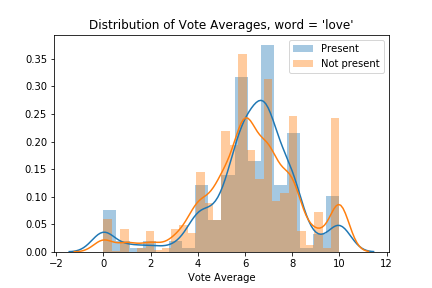 Distribution of Vote Averages, word = 'love'
Present
Not present
0.35
0.30
0.25
0.20
0.15
0.10
0.05
0.00
−2 0 2 4 6 8 10 12
Vote Average